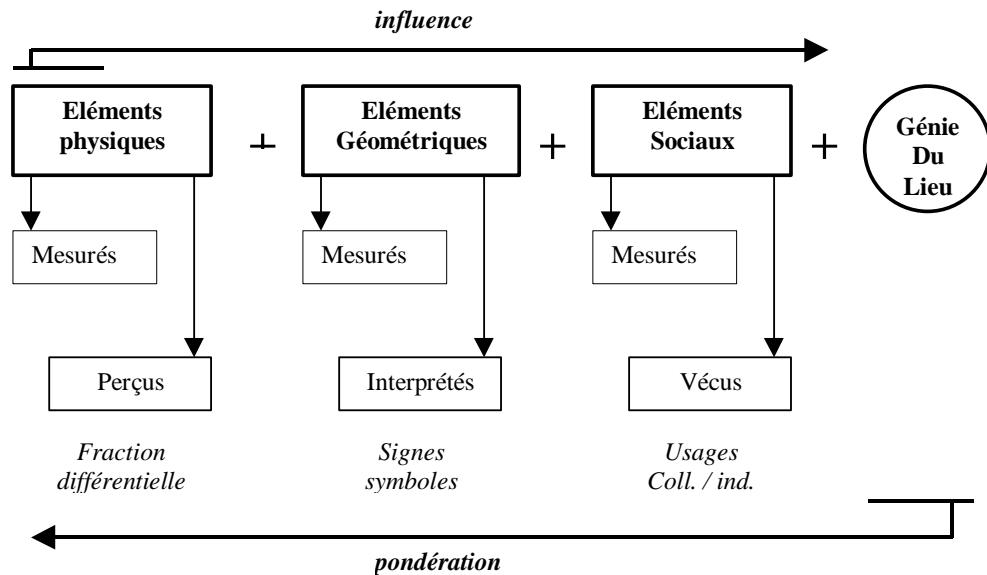 influence
Eléments
physiques
+
Eléments
Géométriques
+
Eléments
Sociaux
+
Génie
Du
Lieu
Mesurés
Mesurés
Mesurés
Perçus
Interprétés
Vécus
Fraction
différentielle
Signes
symboles
Usages
Coll. / ind.
pondération